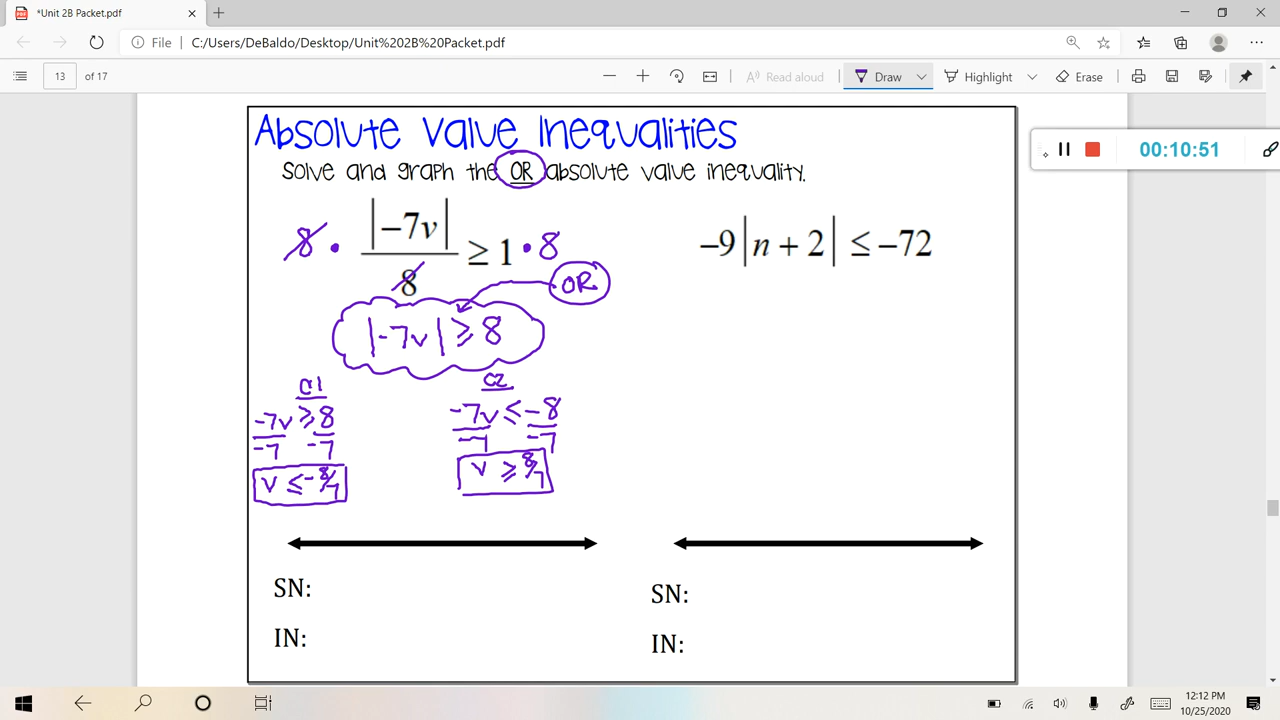 *Unit 2B Packet.pdf
File C:/Users/DeBaldo/Desktop/Unit%202B%20Packet.pdf
13 of 17 Read aloud Draw Highlight Erase
00:10:51
Absolute Value Inequalities
Solve and graph the OR absolute value inequality.
8 · |−7v| / 8 ≥ 1 · 8
−9|n + 2| ≤ −72
OR
|-7v| ≥ 8
C1
-7v ≥ 8
-7 -7
v ≤ -8/7
C2
-7v ≤ -8
-7 -7
v ≥ 8/7
SN:
IN:
SN:
IN:
12:12 PM
10/25/2020